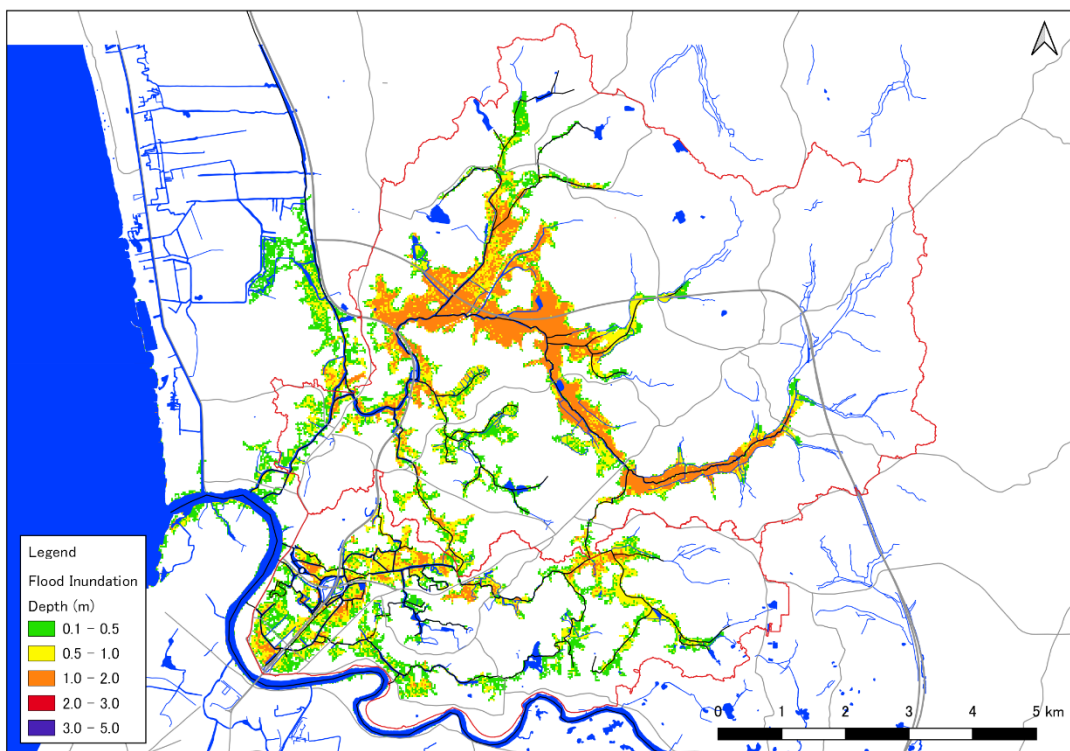 Legend
Flood Inundation
Depth (m)
0.1 - 0.5
0.5 - 1.0
1.0 - 2.0
2.0 - 3.0
3.0 - 5.0
0 1 2 3 4 5 km